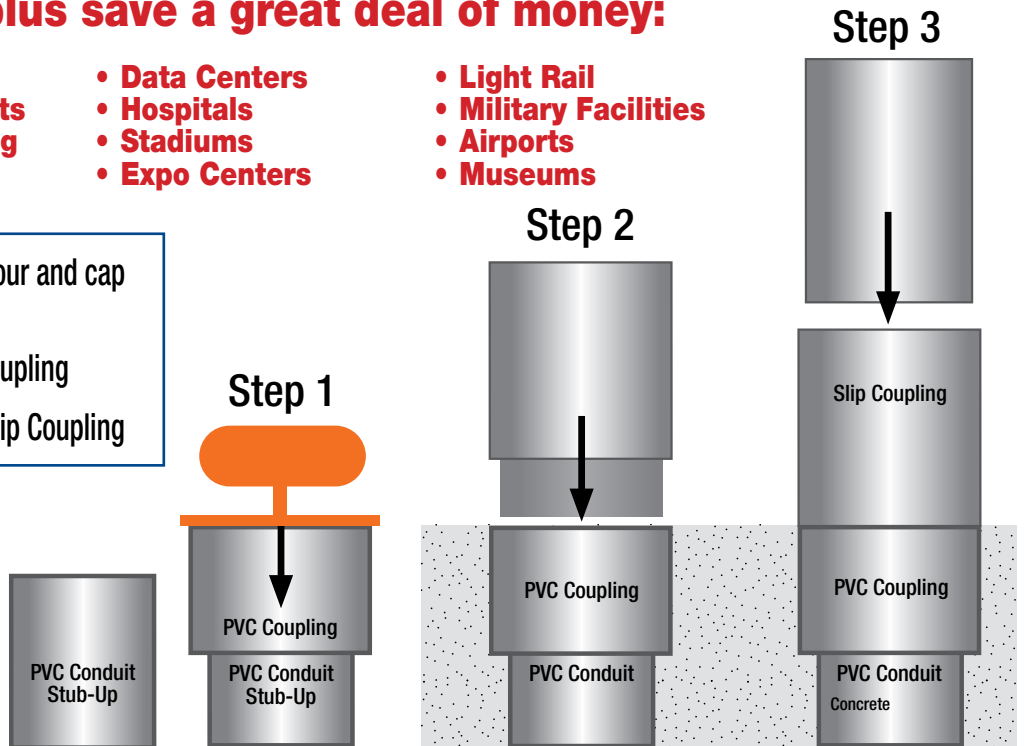 plus save a great deal of money:
ts
g
• Data Centers
• Hospitals
• Stadiums
• Expo Centers
• Light Rail
• Military Facilities
• Airports
• Museums
our and cap
upling
ip Coupling
Step 1
PVC Conduit
Stub-Up
PVC Coupling
PVC Conduit
Stub-Up
Step 2
PVC Coupling
PVC Conduit
Step 3
Slip Coupling
PVC Coupling
PVC Conduit
Concrete